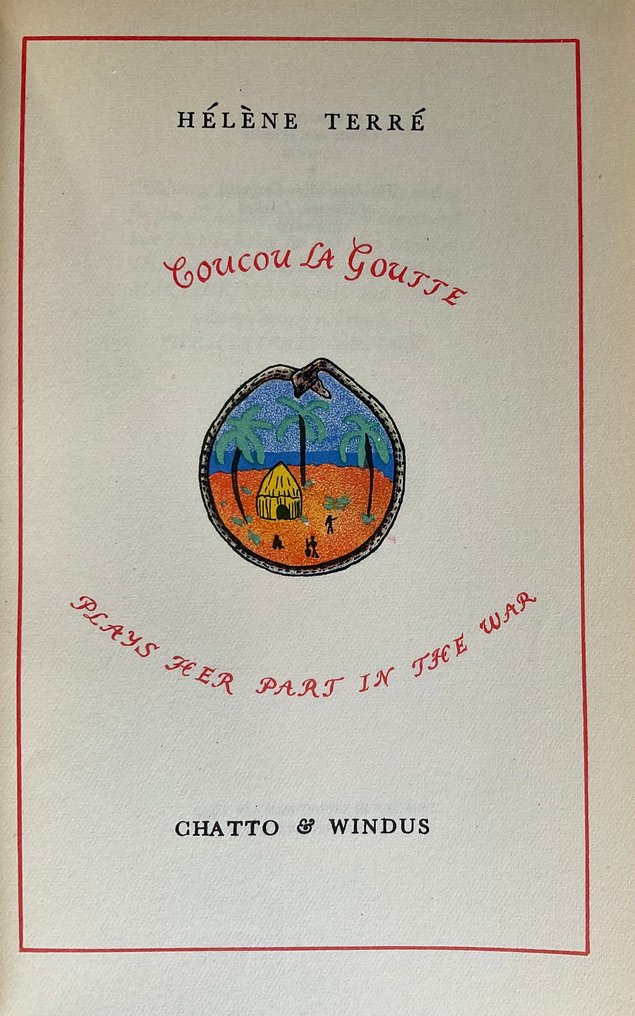 HÉLÈNE TERRÉ
COUCOU LA GOUTTE
PLAYS HER PART IN THE WAR
CHATTO & WINDUS